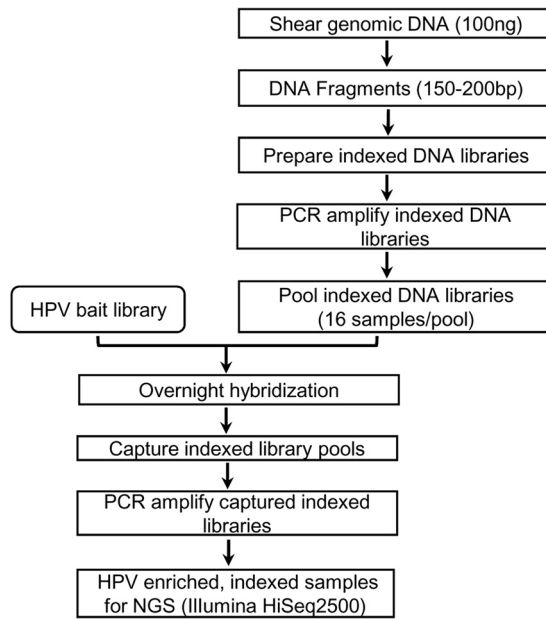 Shear genomic DNA (100ng)
DNA Fragments (150-200bp)
Prepare indexed DNA libraries
PCR amplify indexed DNA
libraries
Pool indexed DNA libraries
(16 samples/pool)
HPV bait library
Overnight hybridization
Capture indexed library pools
PCR amplify captured indexed
libraries
HPV enriched, indexed samples
for NGS (Illumina HiSeq2500)